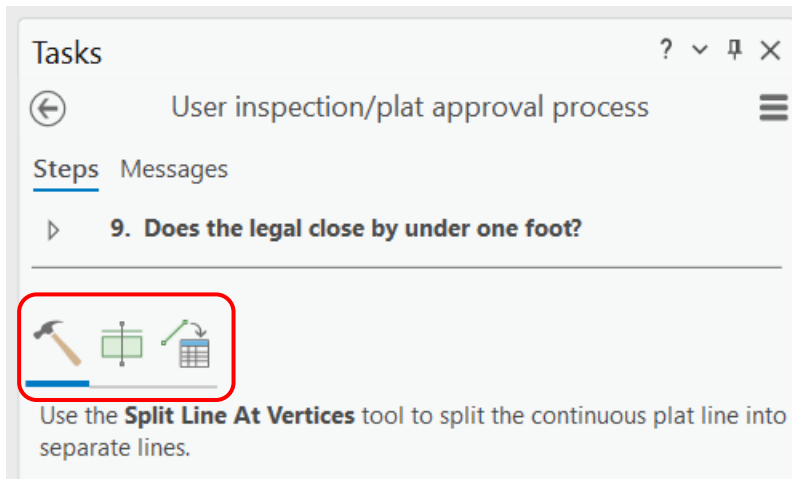 Tasks ?
User inspection/plat approval process
Steps Messages
9. Does the legal close by under one foot?
Use the Split Line At Vertices tool to split the continuous plat line into
separate lines.